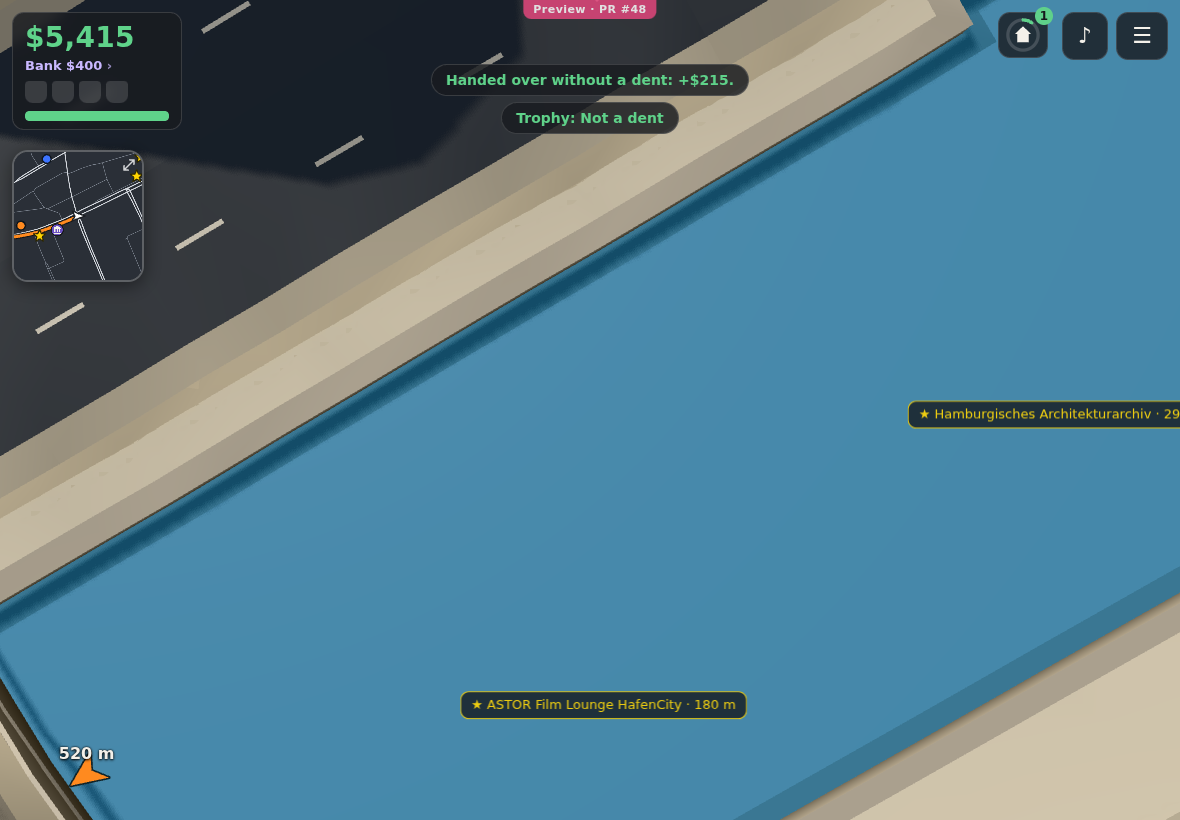 Preview · PR #48
$5,415
Bank $400 ›
1
Handed over without a dent: +$215.
Trophy: Not a dent
★ Hamburgisches Architekturarchiv · 29
★ ASTOR Film Lounge HafenCity · 180 m
520 m